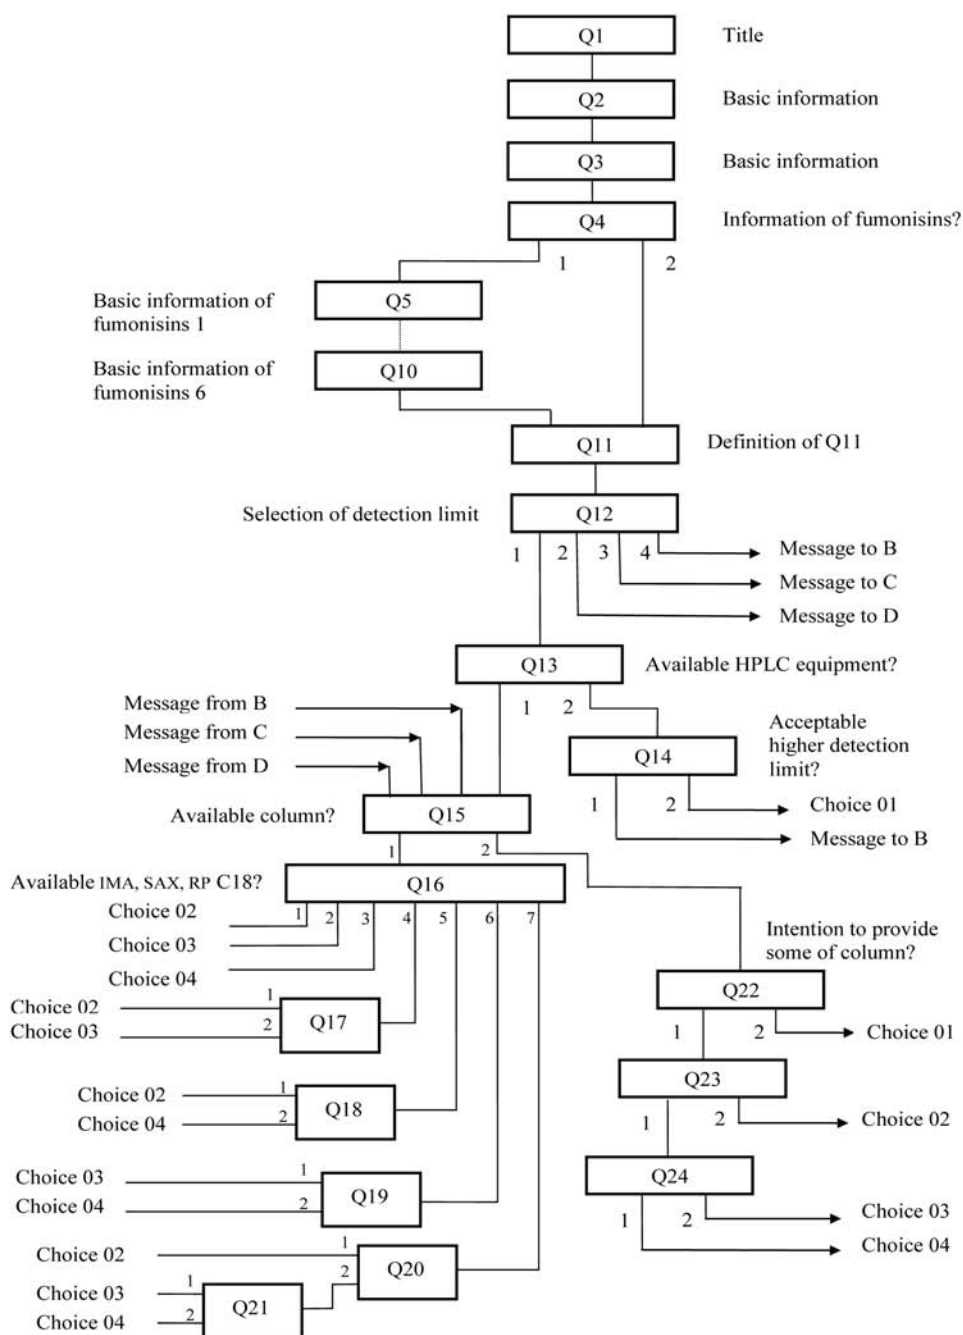 Q1
Title
Q2
Basic information
Q3
Basic information
Q4
Information of fumonisins?
1
2
Basic information of
fumonisins 1
Q5
Basic information of
fumonisins 6
Q10
Q11
Definition of Q11
Selection of detection limit
Q12
1
2
3
4
Message to B
Message to C
Message to D
Q13
Available HPLC equipment?
1
2
Message from B
Message from C
Message from D
Acceptable
higher detection
limit?
Q14
1
2
Choice 01
Message to B
Available column?
Q15
1
2
Available IMA, SAX, RP C18?
Q16
1
2
3
4
5
6
7
Choice 02
Choice 03
Choice 04
Intention to provide
some of column?
Q22
1
2
Choice 01
Choice 02
Choice 03
1
2
Q17
Q23
1
2
Choice 02
Choice 02
Choice 04
1
2
Q18
Q24
1
2
Choice 03
Choice 04
Choice 03
Choice 04
1
2
Q19
Choice 02
1
2
Q20
Choice 03
Choice 04
1
2
Q21